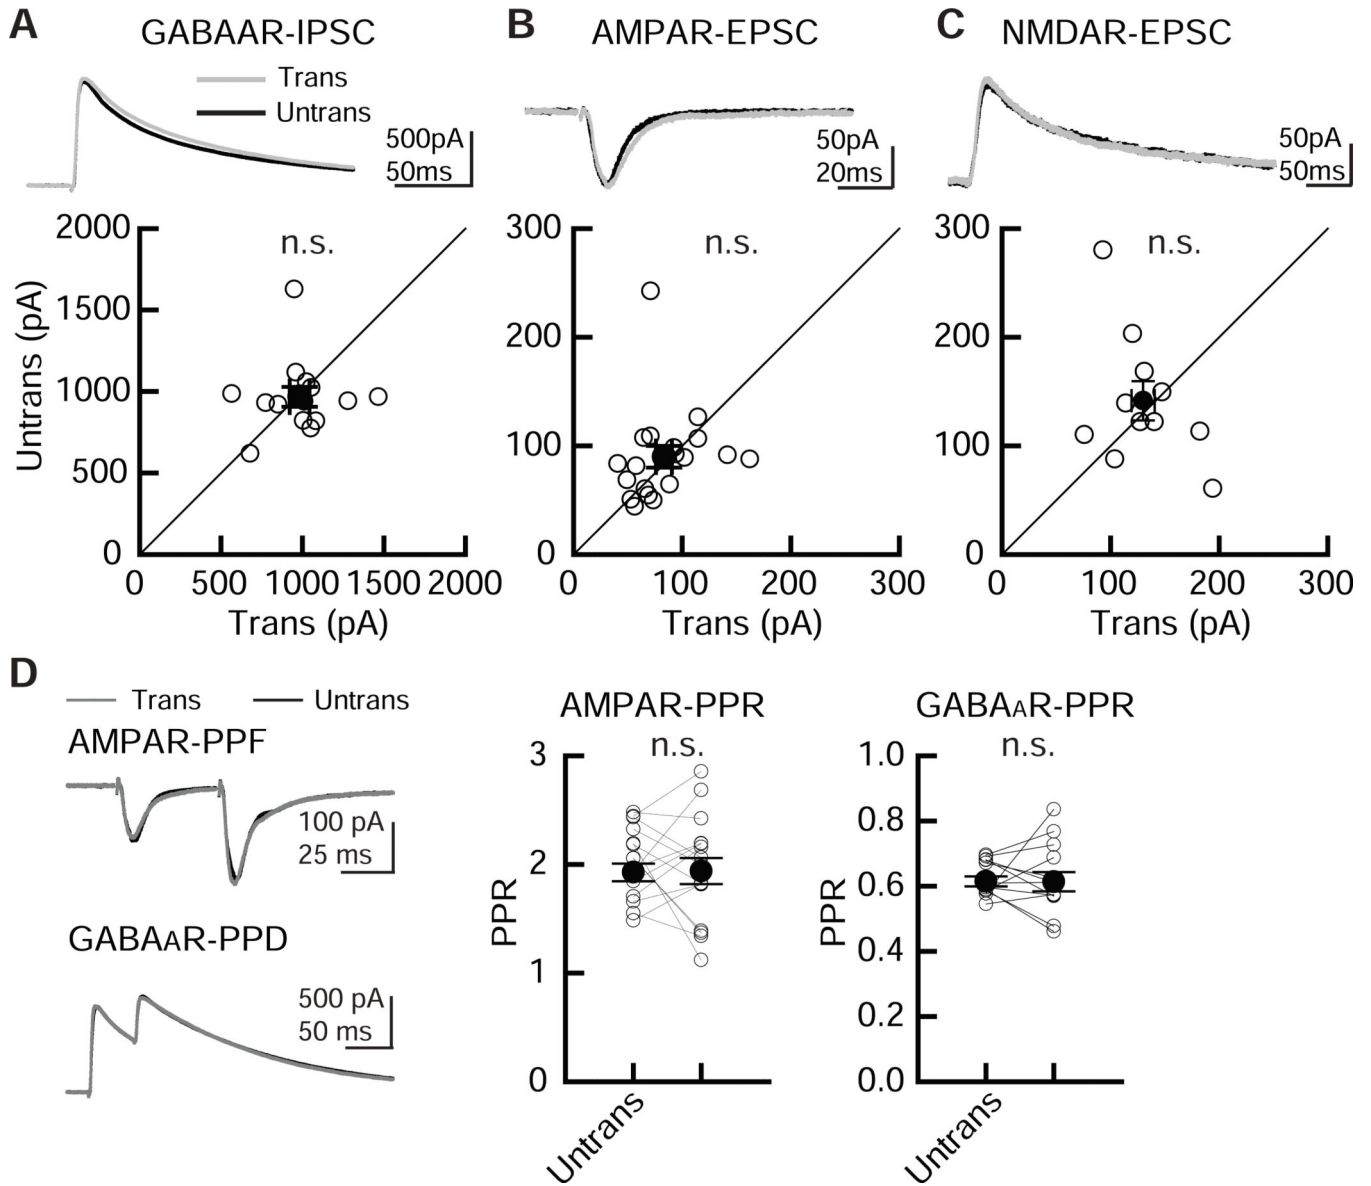 A GABAAR-IPSC
Trans
Untrans
500pA
50ms
2000
1500
1000
500
0
n.s.
Untrans (pA)
0 500 1000 1500 2000
Trans (pA)
B AMPAR-EPSC
50pA
20ms
300
200
100
0
n.s.
0 100 200 300
Trans (pA)
C NMDAR-EPSC
50pA
50ms
300
200
100
0
n.s.
0 100 200 300
Trans (pA)
D
Trans Untrans
AMPAR-PPF
100 pA
25 ms
GABAAR-PPD
500 pA
50 ms
AMPAR-PPR
n.s.
3
2
1
0
PPR
Untrans
GABAAR-PPR
n.s.
1.0
0.8
0.6
0.4
0.2
0.0
PPR
Untrans